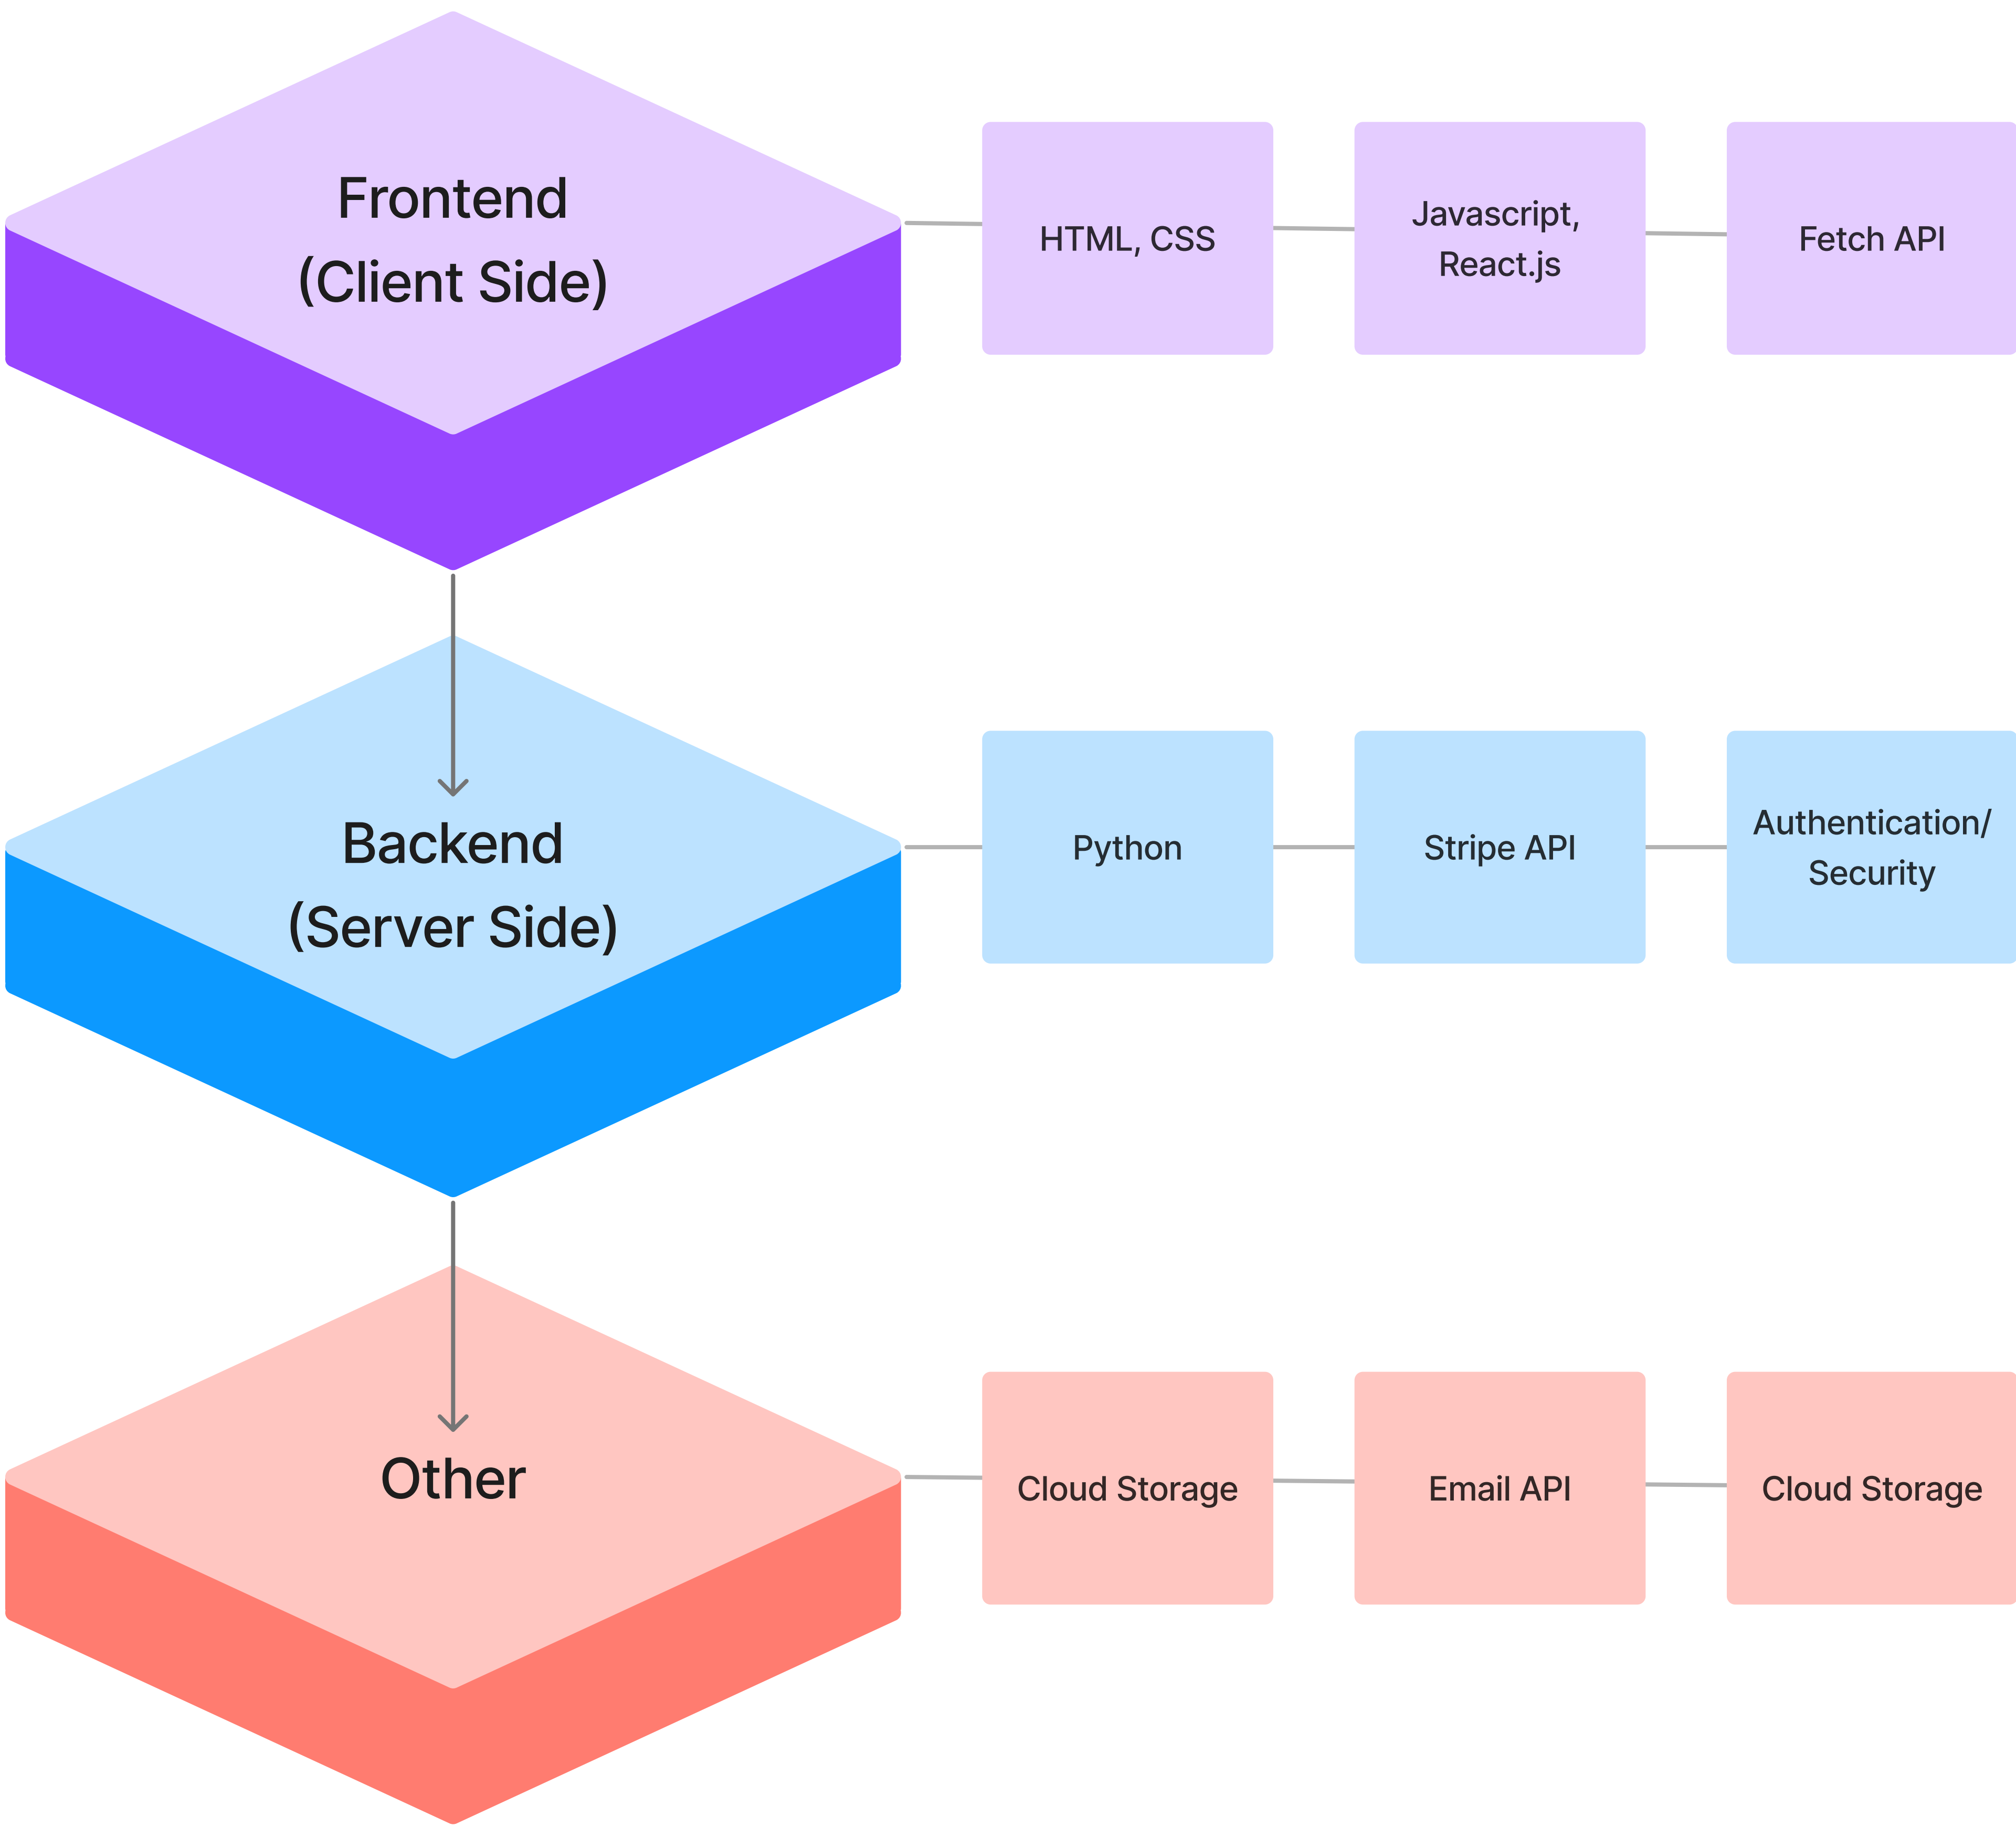 Frontend
(Client Side)
HTML, CSS
Javascript,
React.js
Fetch API
Backend
(Server Side)
Python
Stripe API
Authentication/
Security
Other
Cloud Storage
Email API
Cloud Storage